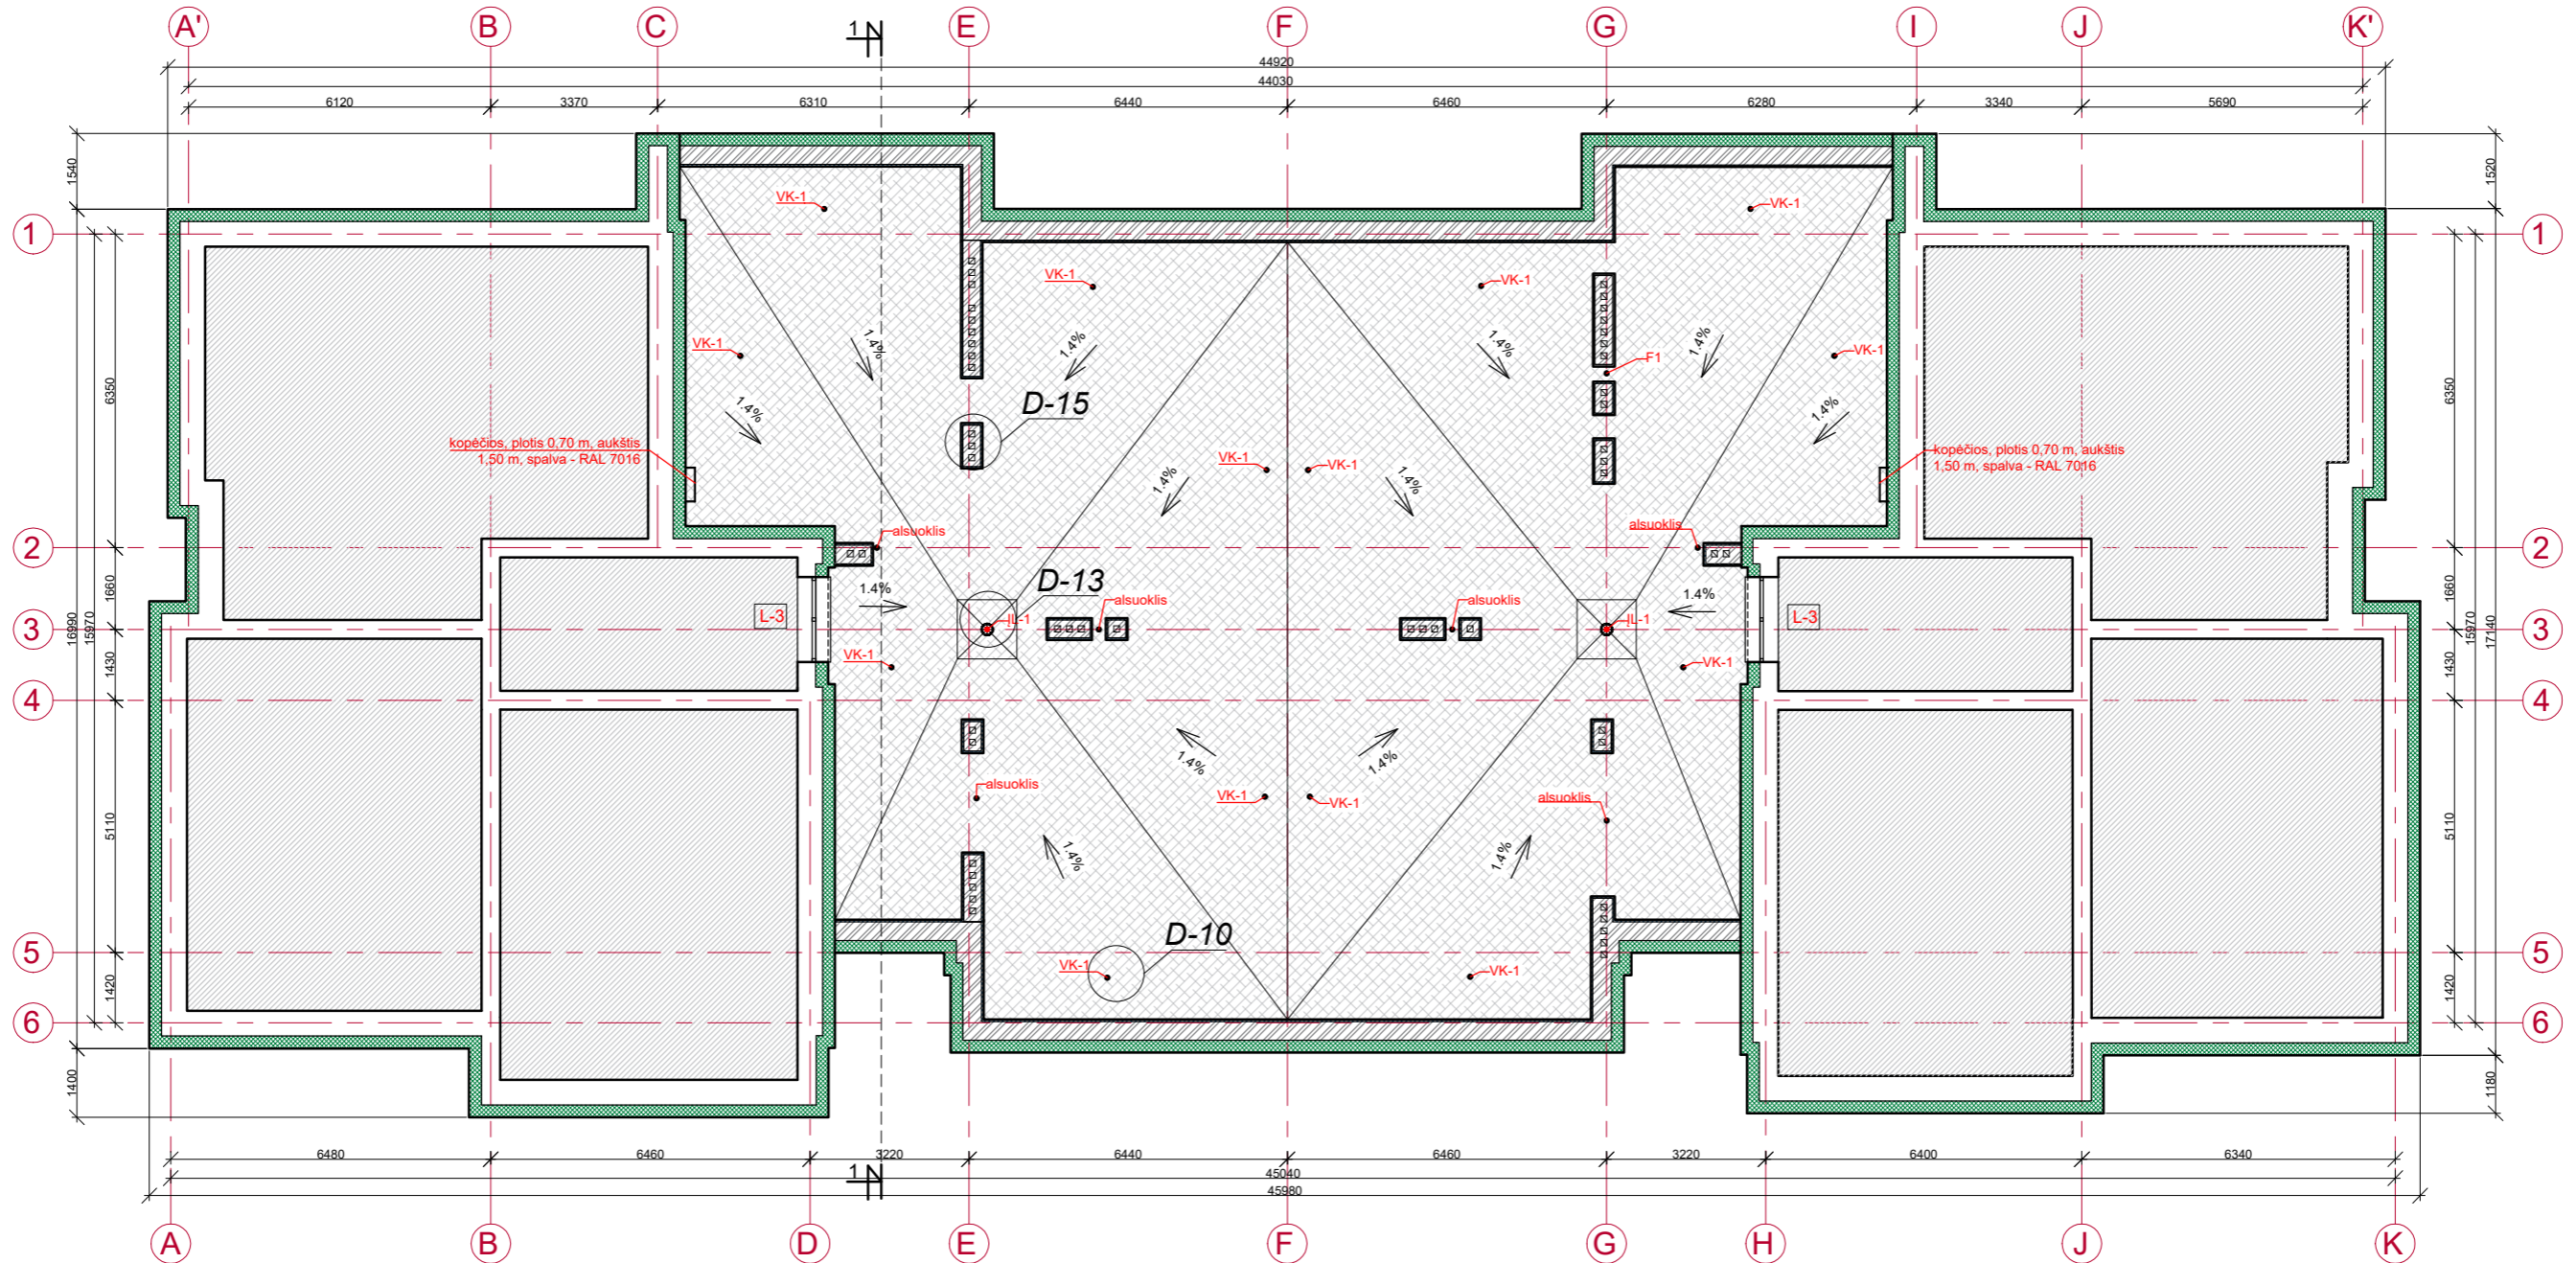 A' B C E F G I J K'
1 1
44920
44030
6120 3370 6310 6440 6460 6280 3340 5690
1540 1520
VK-1 VK-1
1 1
VK-1 VK-1
VK-1 1.4% 1.4% 1.4% F1 1.4% VK-1
6350 6350
D-15
1.4% 1.4%
kopėčios, plotis 0,70 m, aukštis
1,50 m, spalva - RAL 7016
kopėčios, plotis 0,70 m, aukštis
1,50 m, spalva - RAL 7016
VK-1 VK-1
1.4% 1.4%
alsuoklis alsuoklis
2 2
1660 1660
D-13
1.4% 1.4%
alsuoklis alsuoklis
L-3 L-3
ĮL-1 ĮL-1
3 3
16990 15970 15970 17140
1430 1430
VK-1 VK-1
4 4
1.4% 1.4%
alsuoklis alsuoklis
VK-1 VK-1
5110 5110
1.4% 1.4%
D-10
5 5
VK-1 VK-1
1420 1420
6 6
1400 1180
6480 6460 3220 6440 6460 3220 6400 6340
1 1
45040
45980
A B D E F G H J K